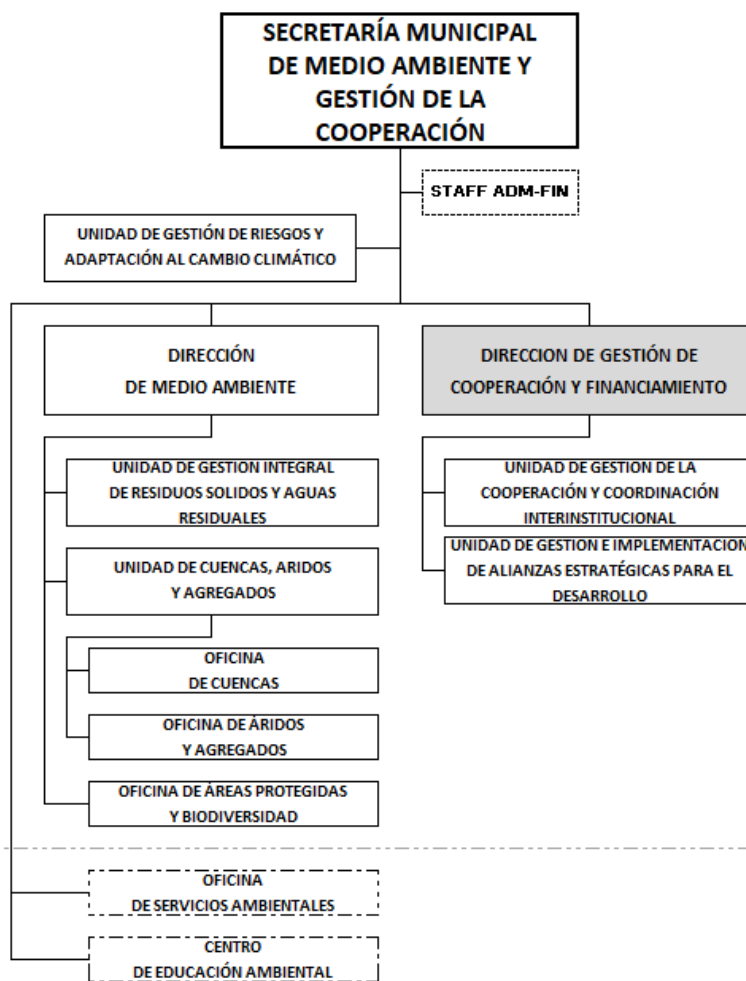 SECRETARÍA MUNICIPAL
DE MEDIO AMBIENTE Y
GESTIÓN DE LA
COOPERACIÓN
STAFF ADM-FIN
UNIDAD DE GESTIÓN DE RIESGOS Y
ADAPTACIÓN AL CAMBIO CLIMÁTICO
DIRECCIÓN
DE MEDIO AMBIENTE
DIRECCION DE GESTIÓN DE
COOPERACIÓN Y FINANCIAMIENTO
UNIDAD DE GESTION INTEGRAL
DE RESIDUOS SOLIDOS Y AGUAS
RESIDUALES
UNIDAD DE GESTIÓN DE LA
COOPERACIÓN Y COORDINACIÓN
INTERINSTITUCIONAL
UNIDAD DE CUENCAS, ARIDOS
Y AGREGADOS
UNIDAD DE GESTION E IMPLEMENTACION
DE ALIANZAS ESTRATÉGICAS PARA EL
DESARROLLO
OFICINA
DE CUENCAS
OFICINA DE ÁRIDOS
Y AGREGADOS
OFICINA DE ÁREAS PROTEGIDAS
Y BIODIVERSIDAD
OFICINA
DE SERVICIOS AMBIENTALES
CENTRO
DE EDUCACIÓN AMBIENTAL